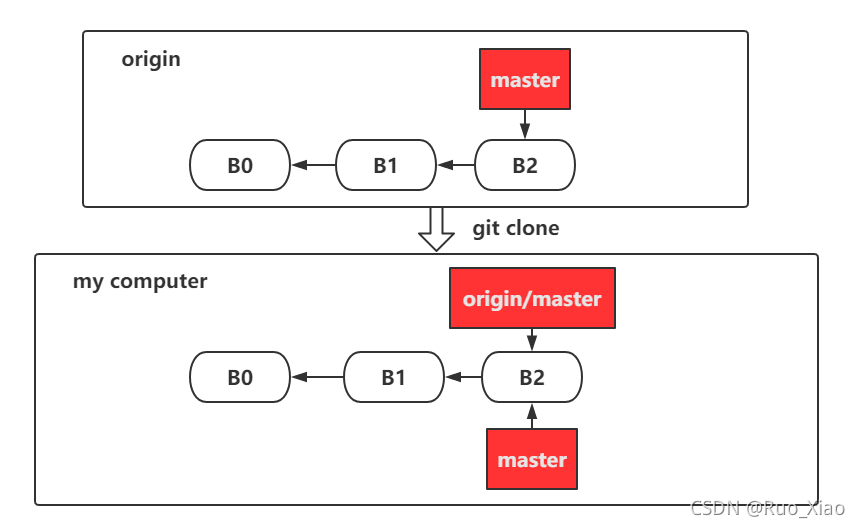 origin
master
B0 B1 B2
git clone
my computer
origin/master
B0 B1 B2
master
CSDN @Ruo_Xiao